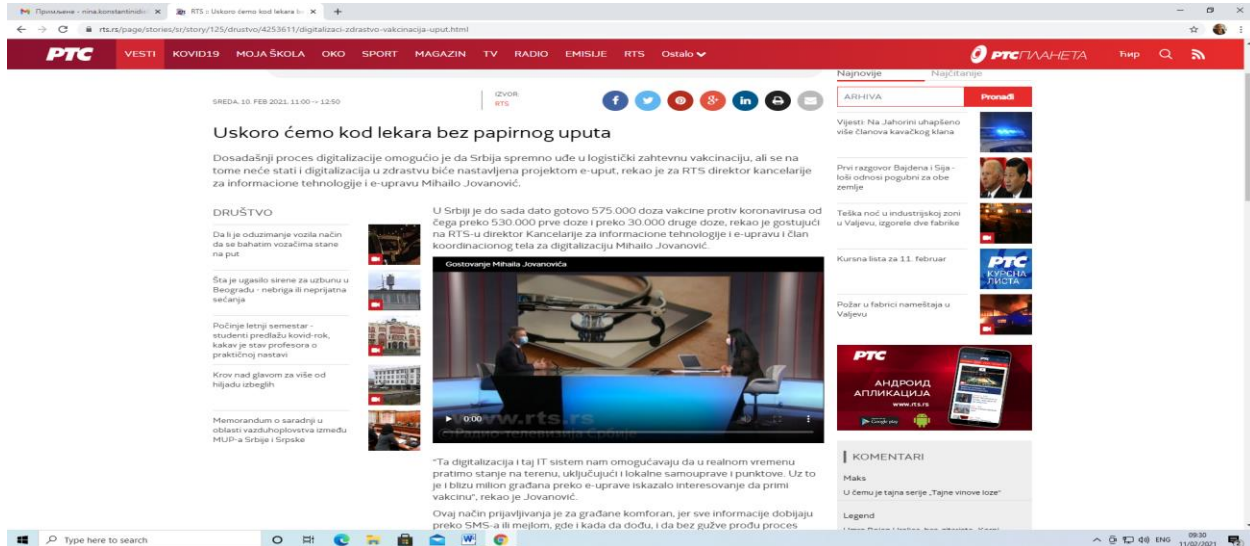 Примљене - nina.konstantinidis
RTS :: Uskoro ćemo kod lekara be
rts.rs/page/stories/sr/story/125/drustvo/4253611/digitalizaci-zdrastvo-vakcinacija-uput.html
РТС
VESTI KOVID19 MOJA ŠKOLA OKO SPORT MAGAZIN TV RADIO EMISIJE RTS Ostalo
РТС ПЛАНЕТА
Ћир
SREDA, 10. FEB 2021, 11:00 -> 12:50
IZVOR:
RTS
Uskoro ćemo kod lekara bez papirnog uputa
Dosadašnji proces digitalizacije omogućio je da Srbija spremno uđe u logistički zahtevnu vakcinaciju, ali se na
tome neće stati i digitalizacija u zdrastvu biće nastavljena projektom e-uput, rekao je za RTS direktor kancelarije
za informacione tehnologije i e-upravu Mihailo Jovanović.
DRUŠTVO
Da li je oduzimanje vozila način
da se bahatim vozačima stane
na put
Šta je ugasilo sirene za uzbunu u
Beogradu - nebriga ili neprijatna
sećanja
Počinje letnji semestar -
studenti predlažu kovid-rok,
kakav je stav profesora o
praktičnoj nastavi
Krov nad glavom za više od
hiljadu izbeglih
Memorandum o saradnji u
oblasti vazduhoplovstva između
MUP-a Srbije i Srpske
U Srbiji je do sada dato gotovo 575.000 doza vakcine protiv koronavirusa od
čega preko 530.000 prve doze i preko 30.000 druge doze, rekao je gostujući
na RTS-u direktor Kancelarije za informacione tehnologije i e-upravu i član
koordinacionog tela za digitalizaciju Mihailo Jovanović.
Gostovanje Mihaila Jovanovića
0:00
www.rts.rs
©Радио-телевизија Србије
"Ta digitalizacija i taj IT sistem nam omogućavaju da u realnom vremenu
pratimo stanje na terenu, uključujući i lokalne samouprave i punktove. Uz to
je i blizu milion građana preko e-uprave iskazalo interesovanje da primi
vakcinu", rekao je Jovanović.
Ovaj način prijavljivanja je za građane komforan, jer sve informacije dobijaju
preko SMS-a ili mejlom, gde i kada da dođu, i da bez gužve prođu proces
Najnovije Najčitanije
ARHIVA Pronađi
Vijesti: Na Jahorini uhapšeno
više članova kavačkog klana
Prvi razgovor Bajdena i Sija -
loši odnosi pogubni za obe
zemlje
Teška noć u industrijskoj zoni
u Valjevu, izgorele dve fabrike
Kursna lista za 11. februar
РТС
КУРСНА
ЛИСТА
Požar u fabrici nameštaja u
Valjevu
РТС
АНДРОИД
АПЛИКАЦИЈА
www.rts.rs
Google play
KOMENTARI
Maks
U čemu je tajna serije „Tajne vinove loze"
Legend
Type here to search
ENG
09:30
11/02/2021